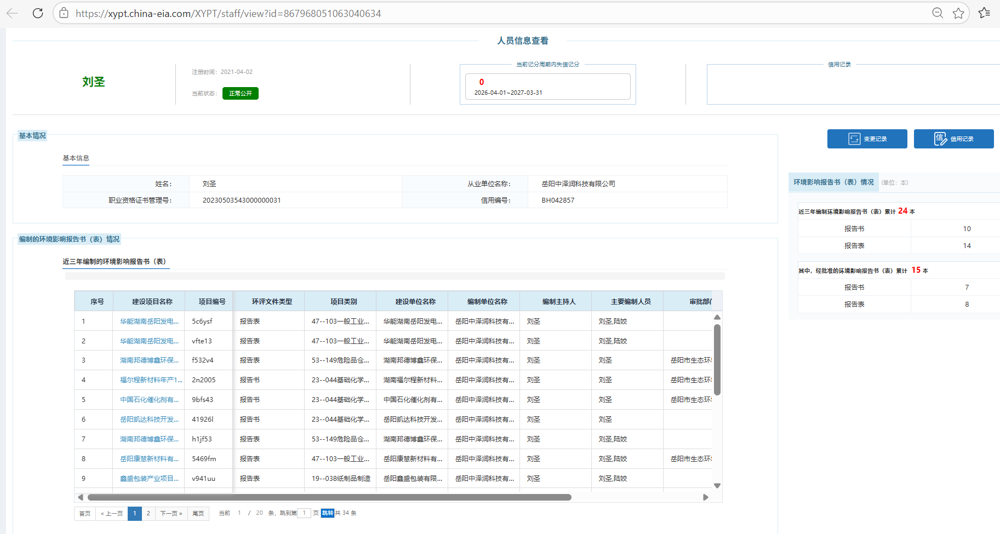 https://xypt.china-eia.com/XYPT/staff/view?id=867968051063040634
人员信息查看
刘圣
注册时间：2021-04-02
当前状态：正常公开
当前记分周期内失信记分
0
2026-04-01~2027-03-31
信用记录
基本情况
变更记录 信用记录
基本信息
姓名： 刘圣 从业单位名称： 岳阳中泽润科技有限公司
职业资格证书管理号： 20230503543000000031 信用编号： BH042857
环境影响报告书（表）情况 (单位：本)
近三年编制环境影响报告书（表）累计 24 本
报告书 10
报告表 14
其中，经批准的环境影响报告书（表）累计 15 本
报告书 7
报告表 8
编制的环境影响报告书（表）情况
近三年编制的环境影响报告书（表）
序号 建设项目名称 项目编号 环评文件类型 项目类别 建设单位名称 编制单位名称 编制主持人 主要编制人员 审批部门
1 华能湖南岳阳发电... 5c6ysf 报告表 47--103一般工业... 华能湖南岳阳发电... 岳阳中泽润科技有... 刘圣 刘圣,陆姣
2 华能湖南岳阳发电... vfte13 报告表 47--103一般工业... 华能湖南岳阳发电... 岳阳中泽润科技有... 刘圣 刘圣,陆姣
3 湖南邦德博鑫环保... f532v4 报告表 53--149危险品仓... 湖南邦德博鑫环保... 岳阳中泽润科技有... 刘圣 刘圣 岳阳市生态环
4 福尔程新材料年产1... 2n2005 报告书 23--044基础化学... 湖南福尔程新材料... 岳阳中泽润科技有... 刘圣 刘圣 岳阳市生态环
5 中国石化催化剂有... 9bfs43 报告书 23--044基础化学... 中国石化催化剂有... 岳阳中泽润科技有... 刘圣 刘圣 岳阳市生态环
6 岳阳凯达科技开发... 41926l 报告书 23--044基础化学... 岳阳凯达科技开发... 岳阳中泽润科技有... 刘圣 刘圣
7 湖南邦德博鑫环保... h1jf53 报告表 53--149危险品仓... 湖南邦德博鑫环保... 岳阳中泽润科技有... 刘圣 刘圣,陆姣
8 岳阳康慧新材料有... 5469fm 报告表 47--103一般工业... 岳阳康慧新材料有... 岳阳中泽润科技有... 刘圣 刘圣,陆姣 岳阳市生态环
9 鑫盛包装产业项目... v941uu 报告表 19--038纸制品制造 岳阳鑫盛包装有限... 岳阳中泽润科技有... 刘圣 刘圣,陆姣
首页 « 上一页 1 2 下一页 » 尾页 当前 1 / 20 条，跳到第 1 页 跳转 共 34 条